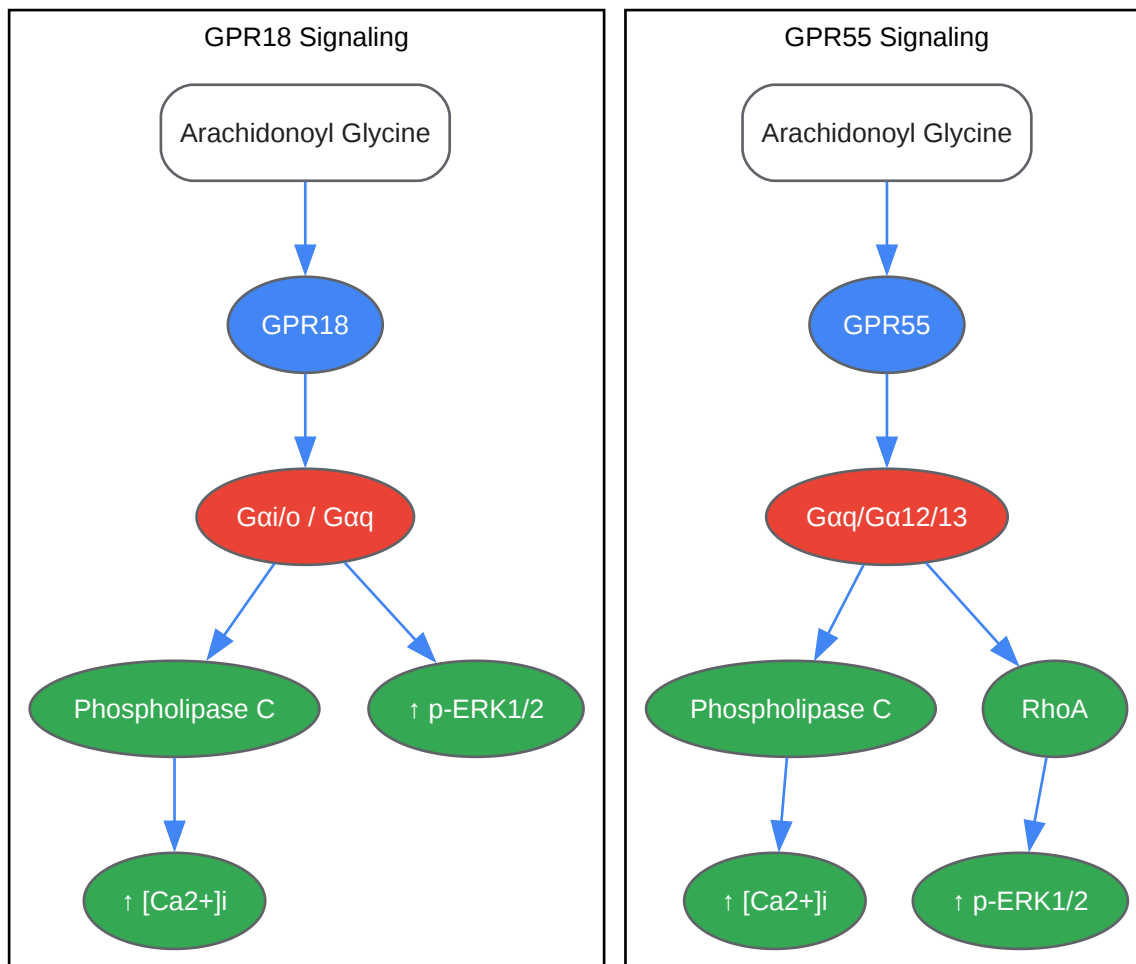 GPR18 Signaling
Arachidonoyl Glycine
GPR18
Gαi/o / Gαq
Phospholipase C
↑ p-ERK1/2
↑ [Ca2+]i
GPR55 Signaling
Arachidonoyl Glycine
GPR55
Gαq/Gα12/13
Phospholipase C
RhoA
↑ [Ca2+]i
↑ p-ERK1/2